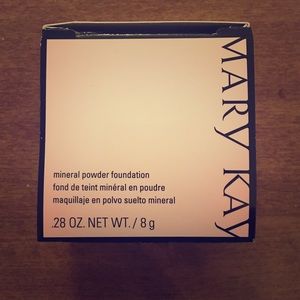 MARY KAY
mineral powder foundation
fond de teint minéral en poudre
maquillaje en polvo suelto mineral
.28 OZ. NET WT. / 8 g